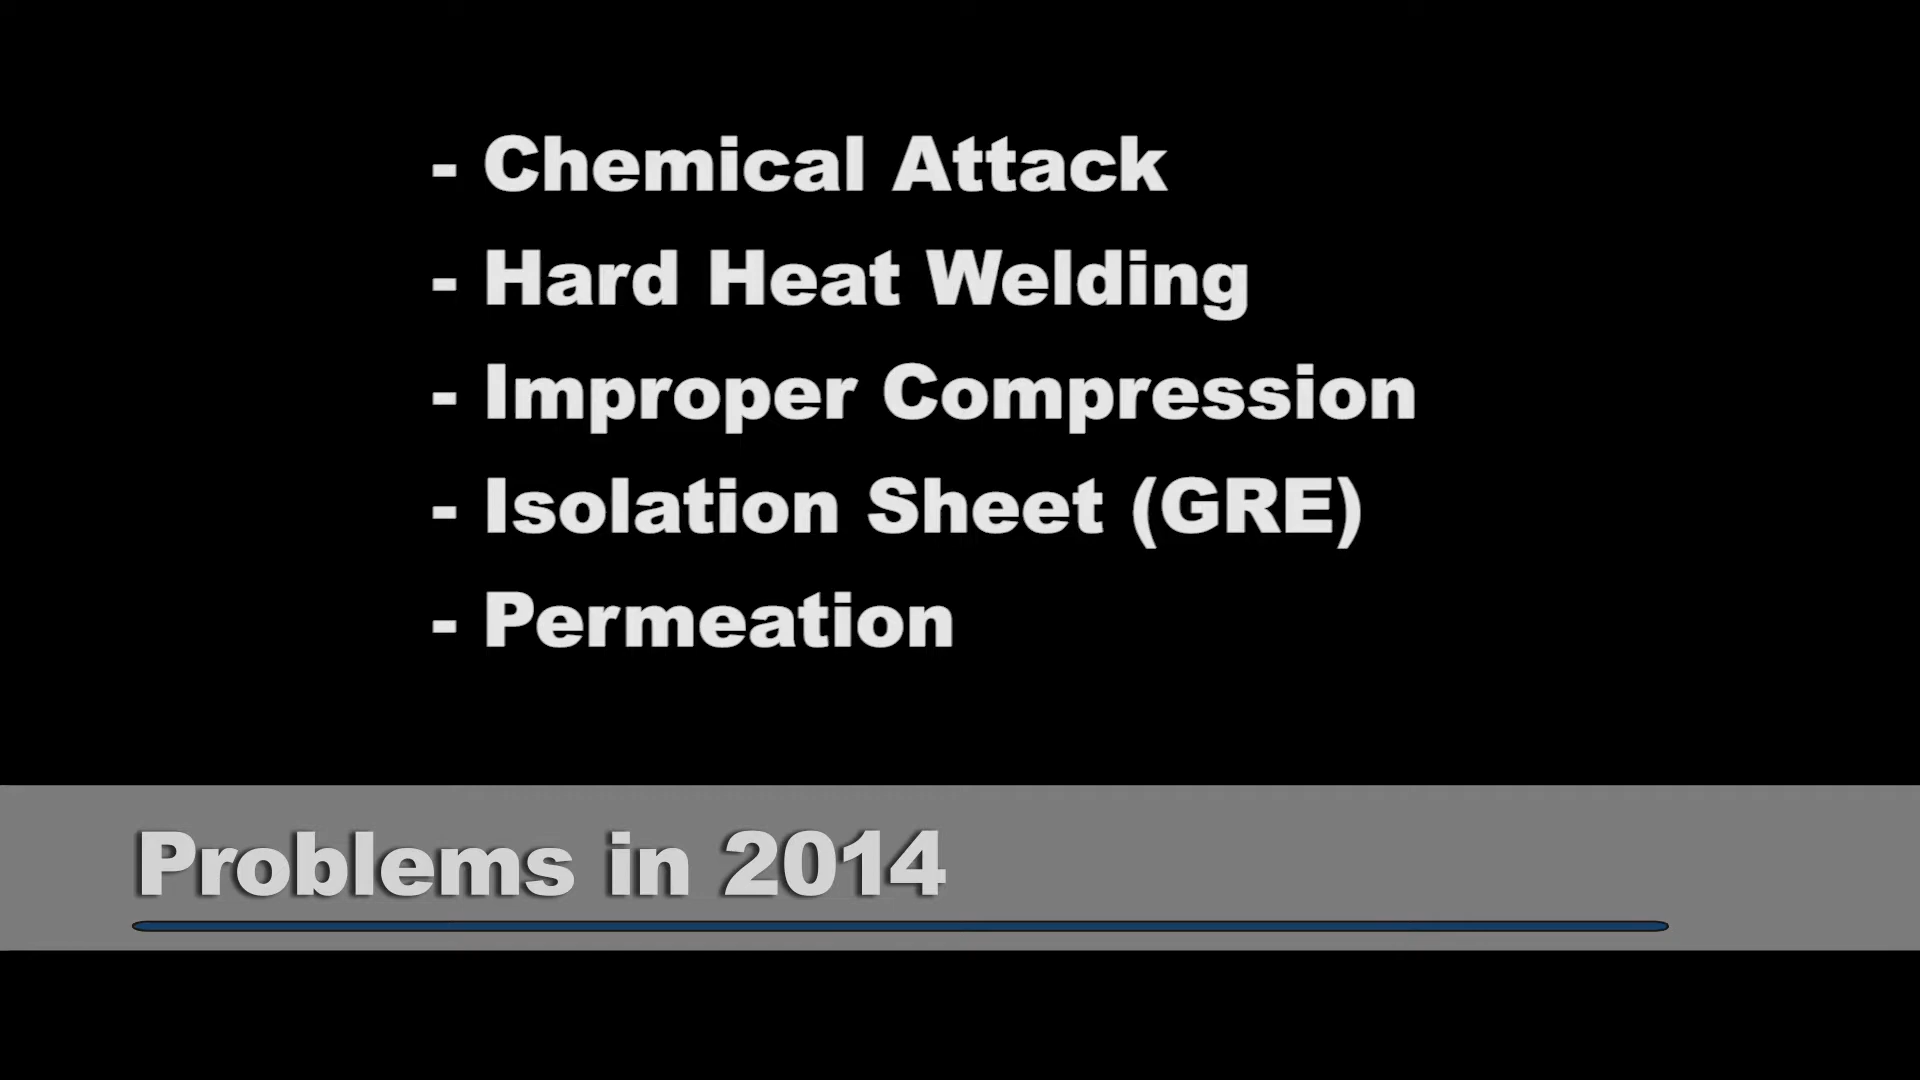 - Chemical Attack
- Hard Heat Welding
- Improper Compression
- Isolation Sheet (GRE)
- Permeation
Problems in 2014